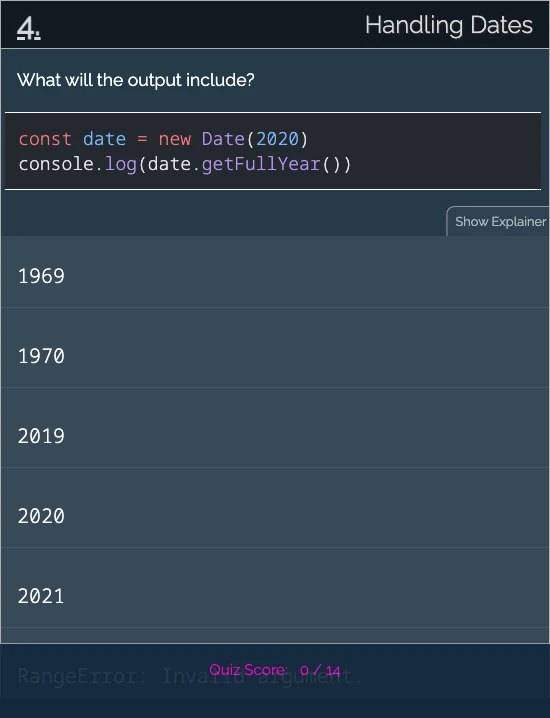 4.
Handling Dates
What will the output include?
const date = new Date(2020)
console.log(date.getFullYear())
Show Explainer
1969
1970
2019
2020
2021
RangeError: Invalid argument.
Quiz Score: 0 / 14